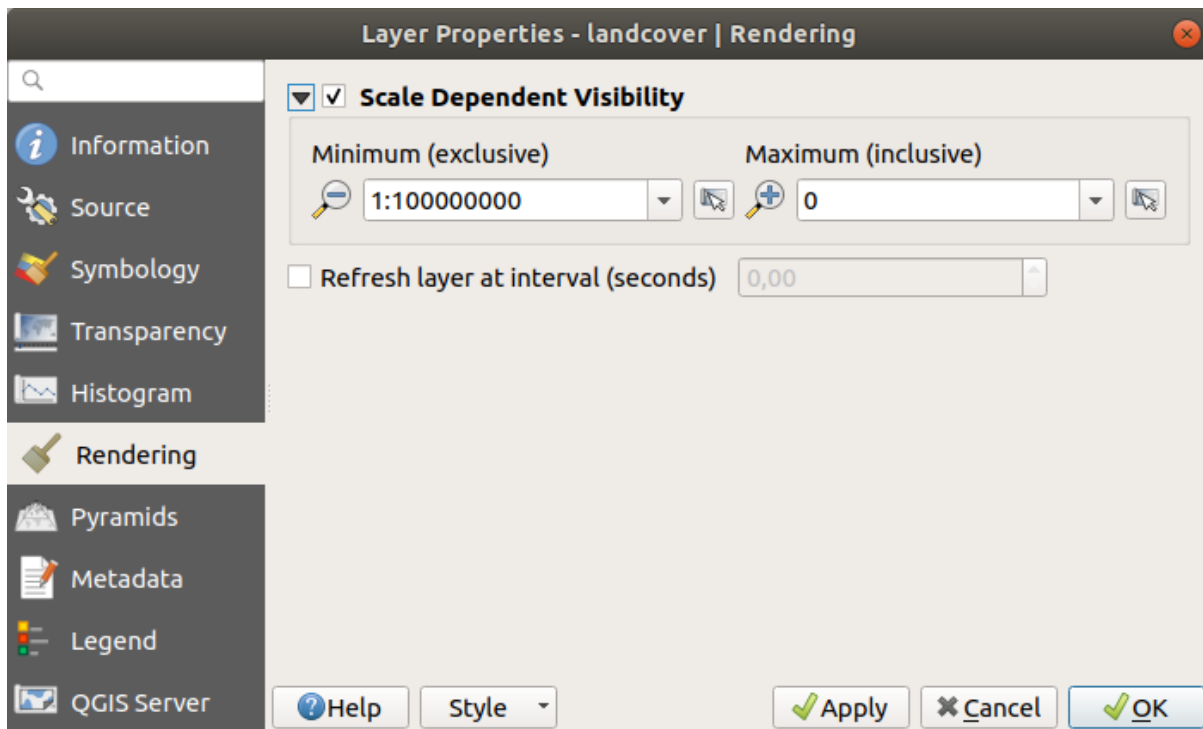 Layer Properties - landcover | Rendering
Information
Source
Symbology
Transparency
Histogram
Rendering
Pyramids
Metadata
Legend
QGIS Server
Scale Dependent Visibility
Minimum (exclusive) Maximum (inclusive)
1:100000000 0
Refresh layer at interval (seconds) 0,00
Help Style Apply Cancel OK